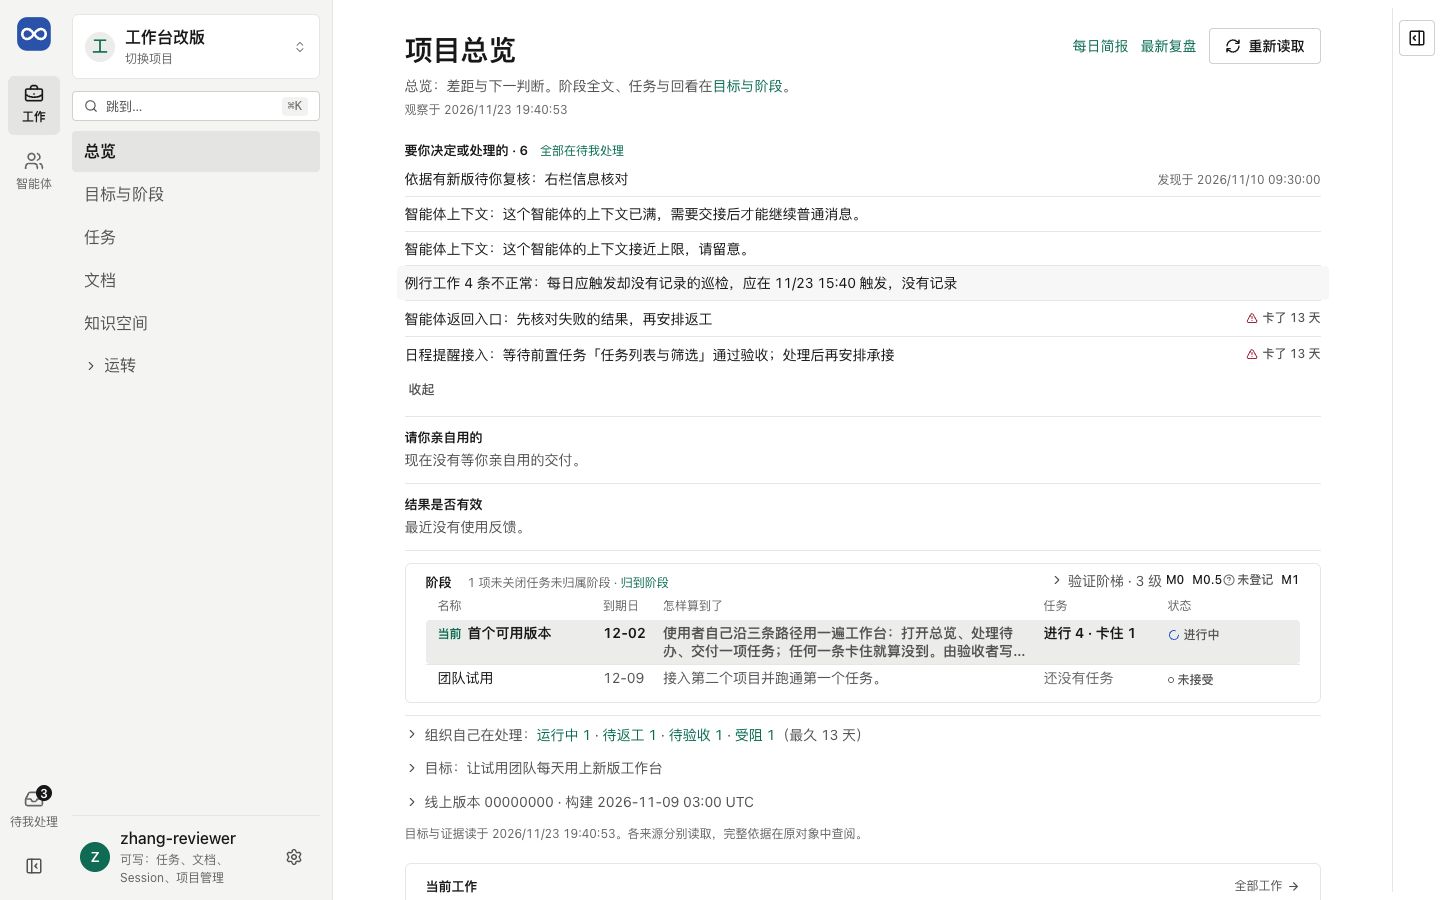 工
工作台改版
切换项目
跳到...
⌘K
工作
智能体
总览
目标与阶段
任务
文档
知识空间
运转
3
待我处理
Z
zhang-reviewer
可写：任务、文档、
Session、项目管理
项目总览
每日简报
最新复盘
重新读取
总览：差距与下一判断。阶段全文、任务与回看在目标与阶段。
观察于 2026/11/23 19:40:53
要你决定或处理的 · 6
全部在待我处理
依据有新版待你复核：右栏信息核对
发现于 2026/11/10 09:30:00
智能体上下文：这个智能体的上下文已满，需要交接后才能继续普通消息。
智能体上下文：这个智能体的上下文接近上限，请留意。
例行工作 4 条不正常：每日应触发却没有记录的巡检，应在 11/23 15:40 触发，没有记录
智能体返回入口：先核对失败的结果，再安排返工
卡了 13 天
日程提醒接入：等待前置任务「任务列表与筛选」通过验收；处理后再安排承接
卡了 13 天
收起
请你亲自用的
现在没有等你亲自用的交付。
结果是否有效
最近没有使用反馈。
阶段
1 项未关闭任务未归属阶段 · 归到阶段
验证阶梯 · 3 级 M0 M0.5 未登记 M1
名称 到期日 怎样算到了 任务 状态
当前 首个可用版本 12-02 使用者自己沿三条路径用一遍工作台：打开总览、处理待 进行 4 · 卡住 1 进行中
办、交付一项任务；任何一条卡住就算没到。由验收者写...
团队试用 12-09 接入第二个项目并跑通第一个任务。 还没有任务 未接受
组织自己在处理：运行中 1 · 待返工 1 · 待验收 1 · 受阻 1（最久 13 天）
目标：让试用团队每天用上新版工作台
线上版本 00000000 · 构建 2026-11-09 03:00 UTC
目标与证据读于 2026/11/23 19:40:53。各来源分别读取，完整依据在原对象中查阅。
当前工作
全部工作